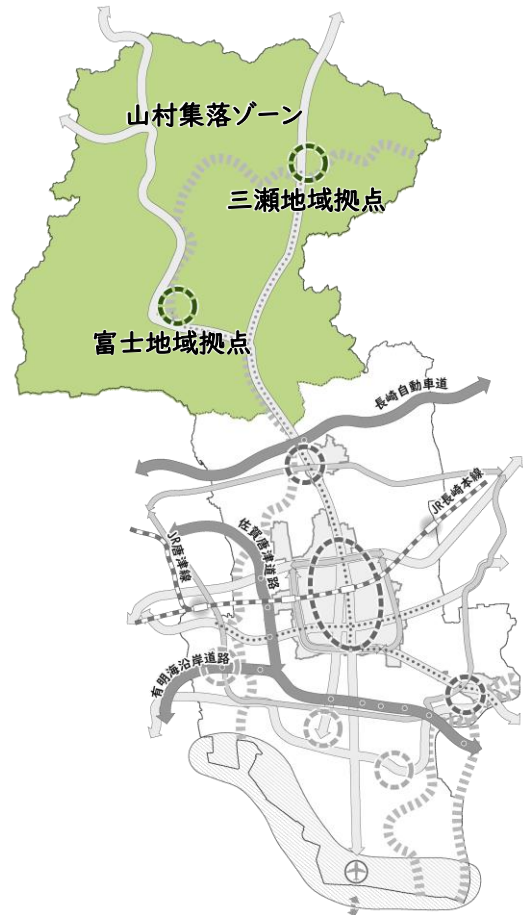 山村集落ゾーン
三瀬地域拠点
富士地域拠点
長崎自動車道
JR長崎本線
佐賀唐津道路
JR唐津線
有明海沿岸道路